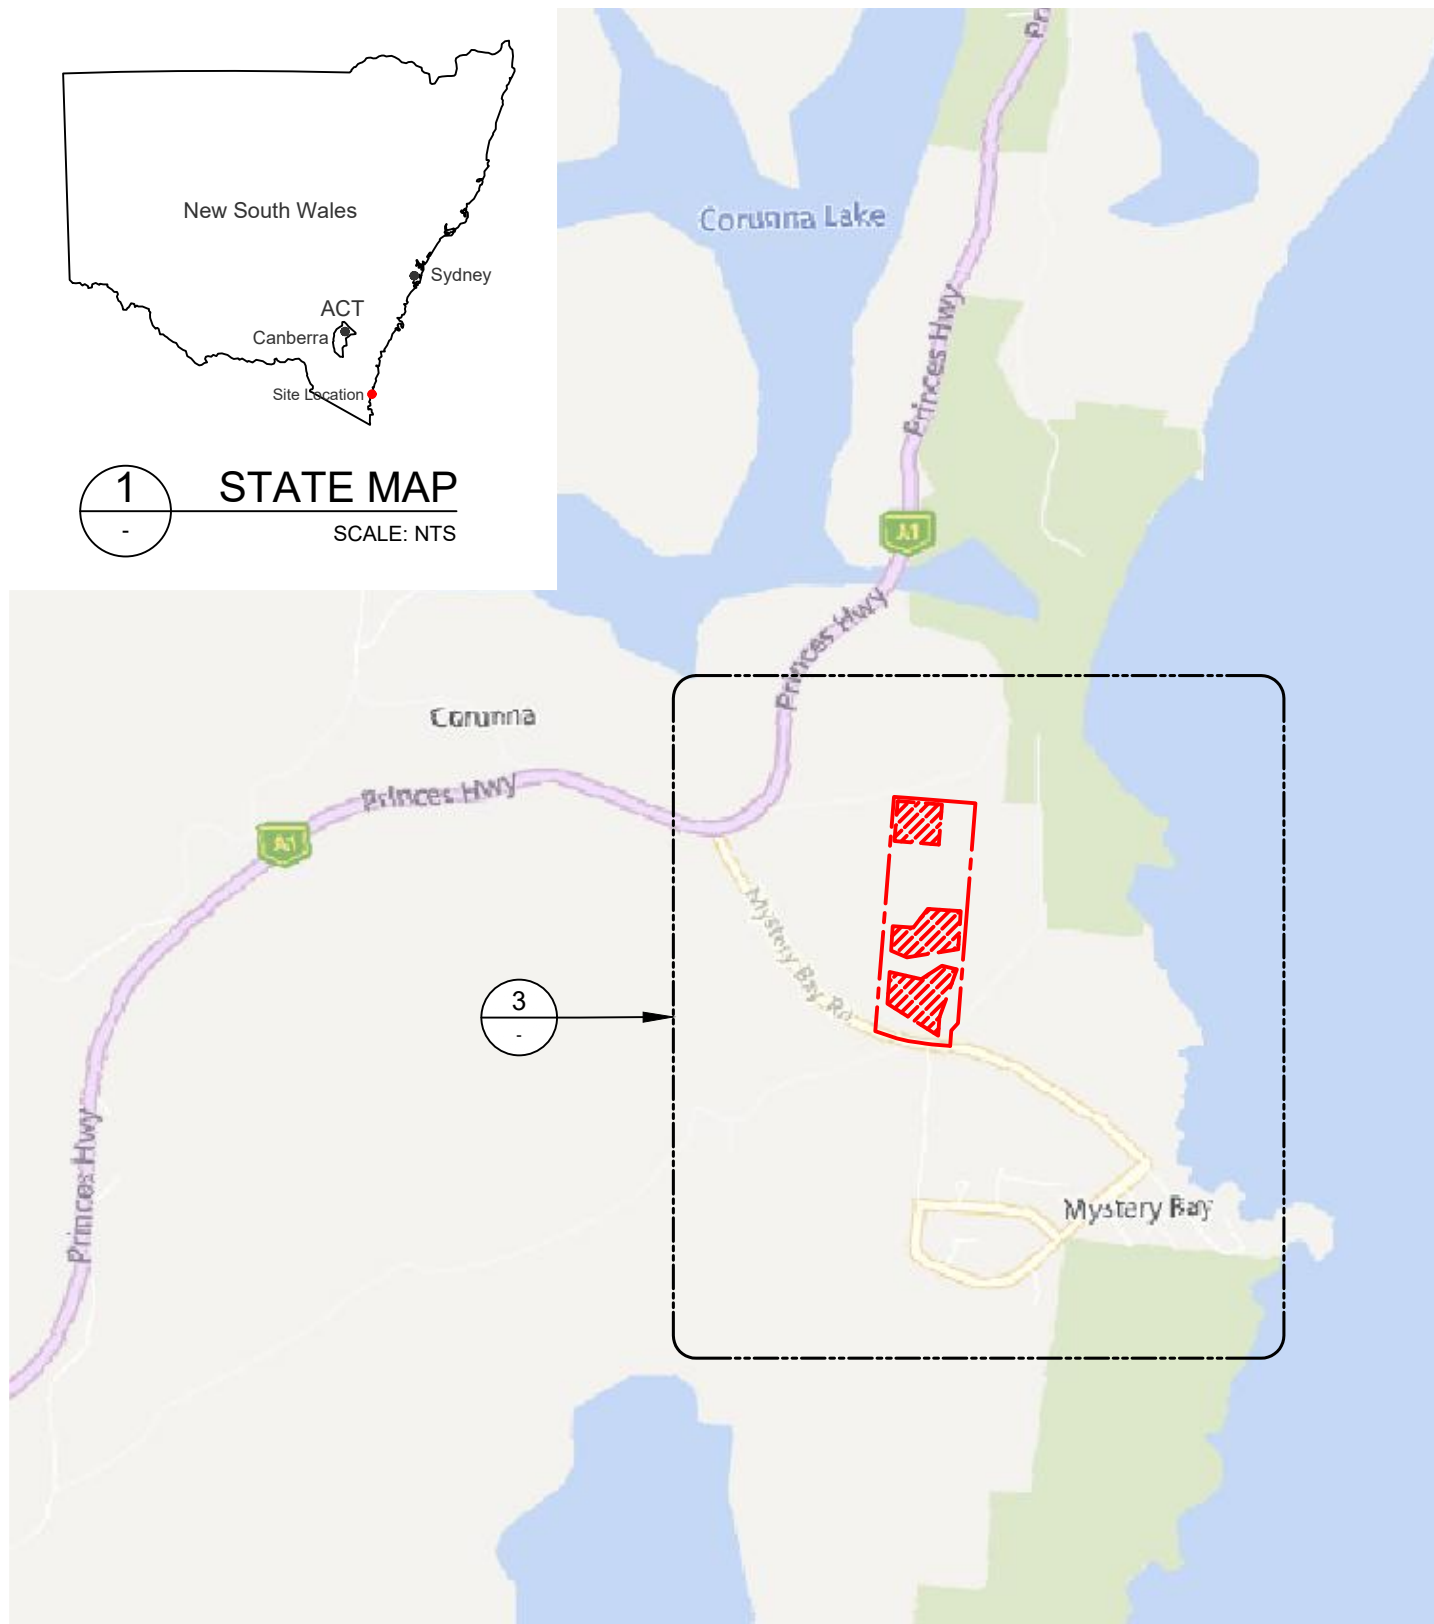 New South Wales
Sydney
ACT
Canberra
Site Location
1
-
STATE MAP
SCALE: NTS
Corunna Lake
Princes Hwy
A1
Princes Hwy
Corunna
Princes Hwy
A1
Mystery Bay Rd
3
-
Princes Hwy
Mystery Bay